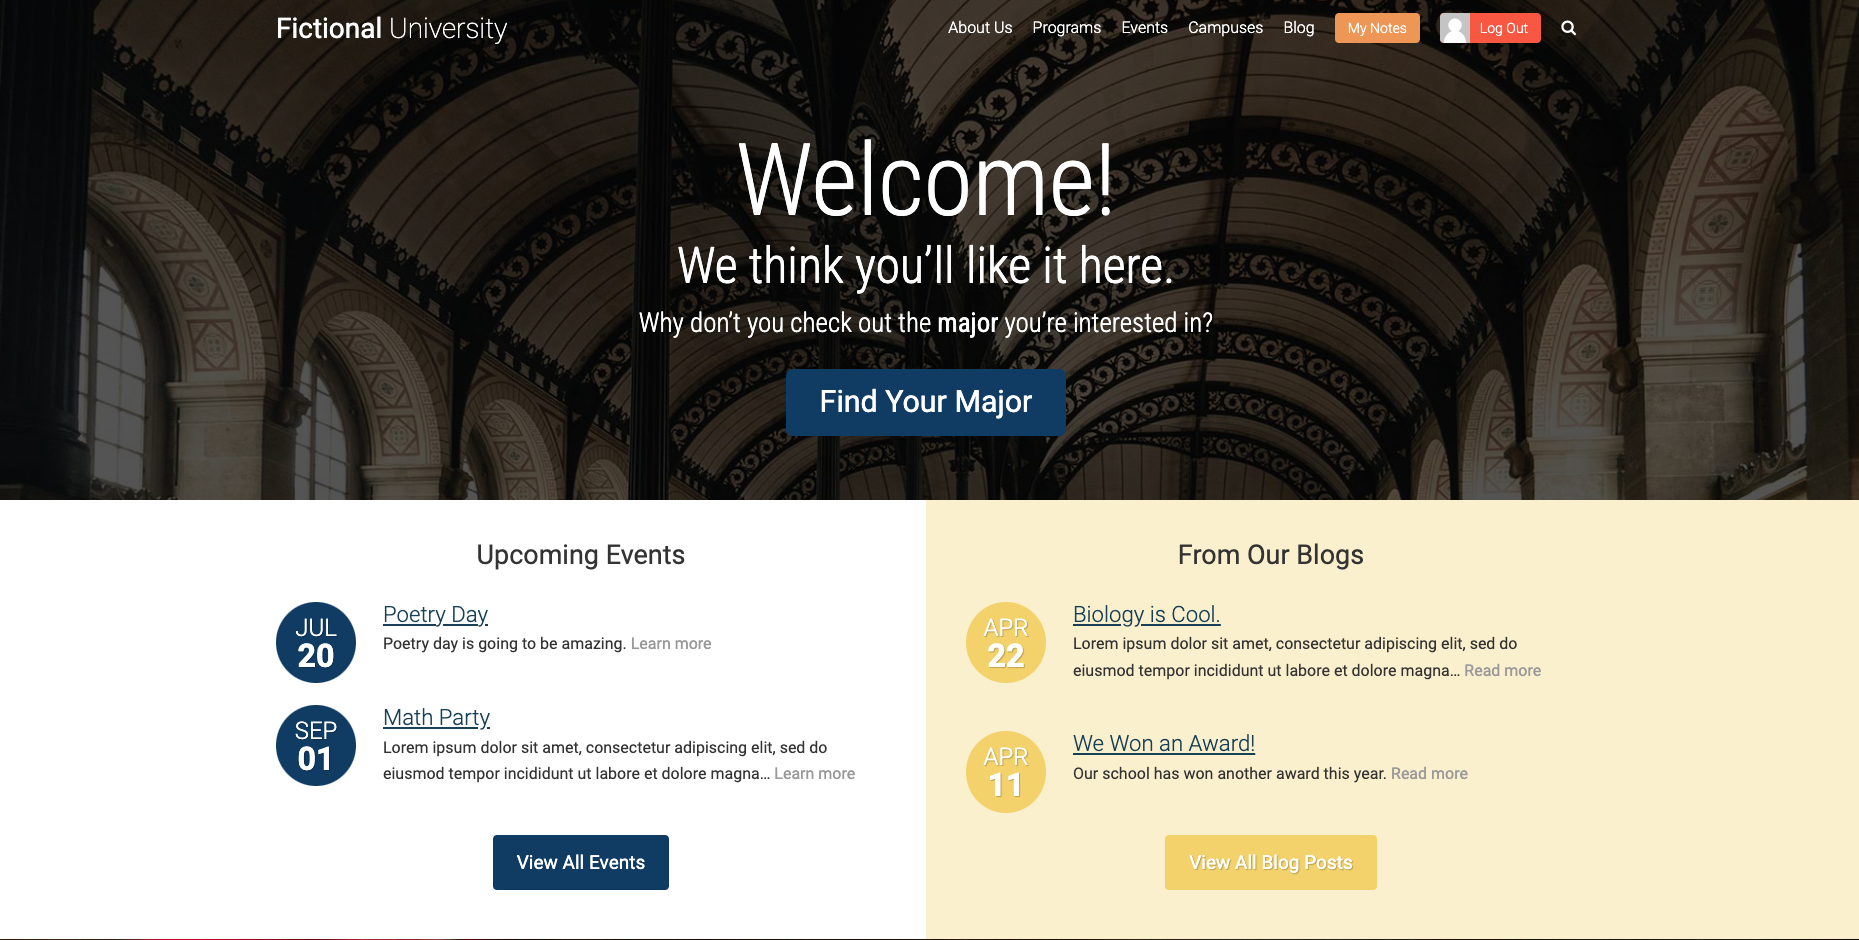 Fictional University
About Us Programs Events Campuses Blog My Notes Log Out
Welcome!
We think you’ll like it here.
Why don’t you check out the major you’re interested in?
Find Your Major
Upcoming Events
JUL
20
Poetry Day
Poetry day is going to be amazing. Learn more
SEP
01
Math Party
Lorem ipsum dolor sit amet, consectetur adipiscing elit, sed do
eiusmod tempor incididunt ut labore et dolore magna… Learn more
View All Events
From Our Blogs
APR
22
Biology is Cool.
Lorem ipsum dolor sit amet, consectetur adipiscing elit, sed do
eiusmod tempor incididunt ut labore et dolore magna… Read more
APR
11
We Won an Award!
Our school has won another award this year. Read more
View All Blog Posts